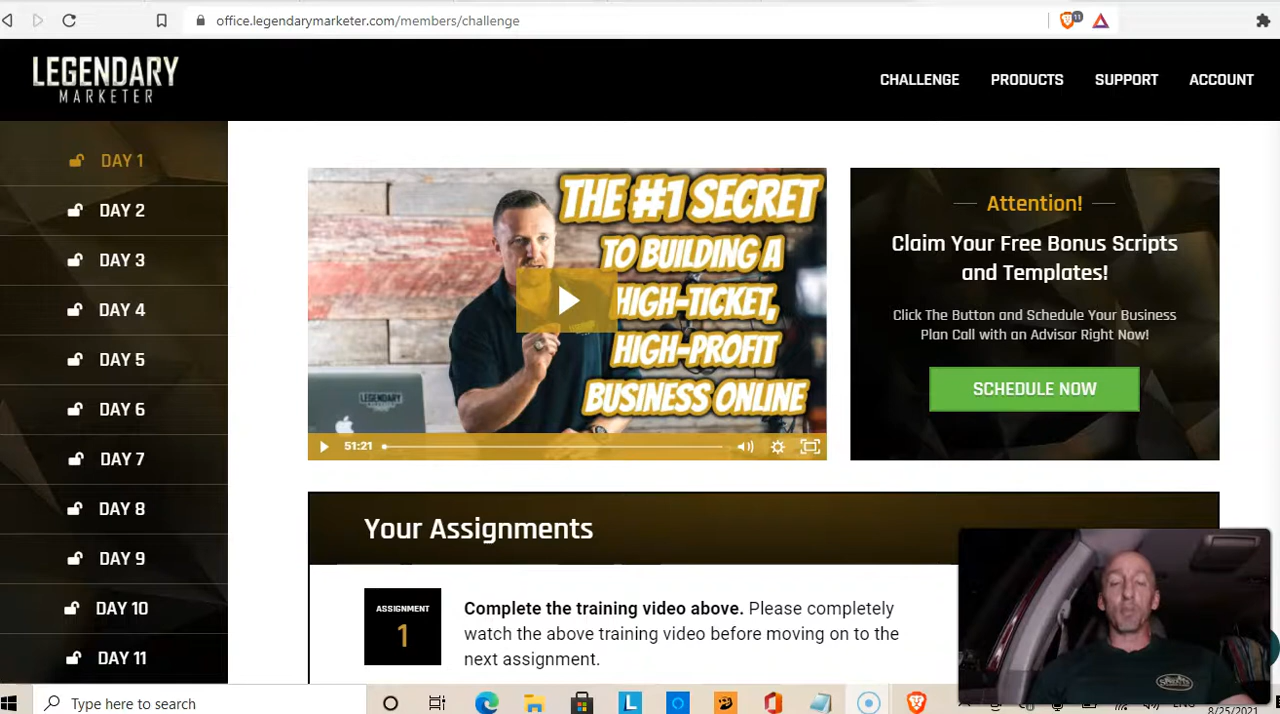 office.legendarymarketer.com/members/challenge
11
LEGENDARY
MARKETER
CHALLENGE
PRODUCTS
SUPPORT
ACCOUNT
DAY 1
DAY 2
DAY 3
DAY 4
DAY 5
DAY 6
DAY 7
DAY 8
DAY 9
DAY 10
DAY 11
THE #1 SECRET
TO BUILDING A
HIGH-TICKET,
HIGH-PROFIT
BUSINESS ONLINE
LEGENDARY
51:21
Attention!
Claim Your Free Bonus Scripts
and Templates!
Click The Button and Schedule Your Business
Plan Call with an Advisor Right Now!
SCHEDULE NOW
Your Assignments
ASSIGNMENT
1
Complete the training video above. Please completely
watch the above training video before moving on to the
next assignment.
Type here to search
L
8/25/2021